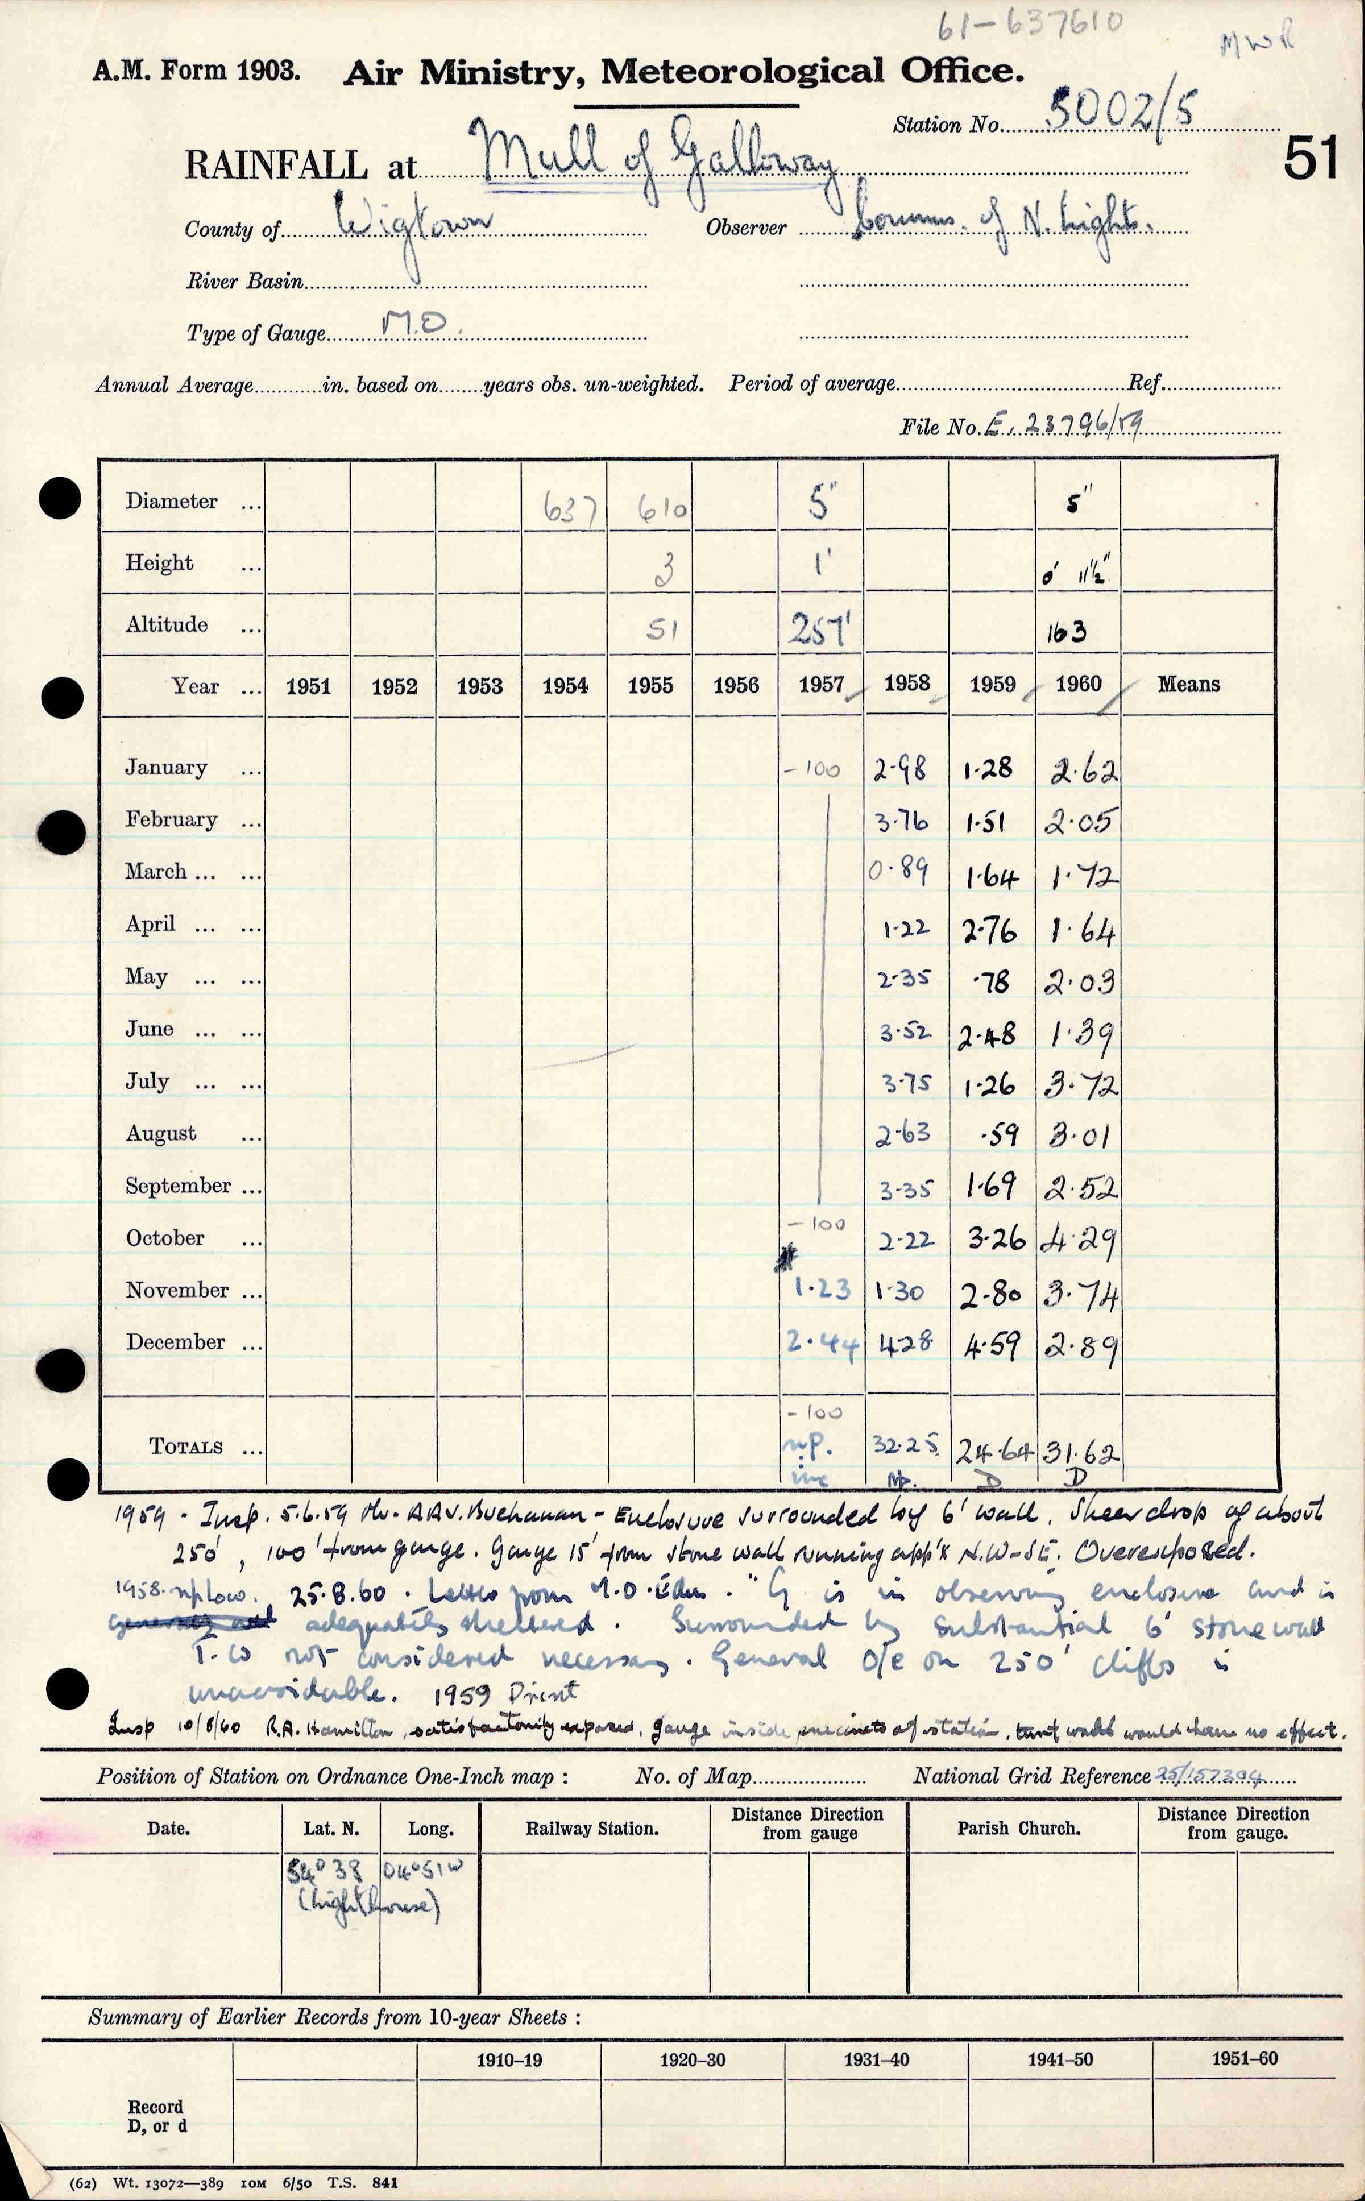 61-637610
MWR
A.M. Form 1903. Air Ministry, Meteorological Office.
Station No. 5002/5
51
RAINFALL at Mull of Galloway
County of Wigtown Observer Comms. of N. Lights.
River Basin
Type of Gauge M.O.
Annual Average in. based on years obs. un-weighted. Period of average Ref.
File No. E. 23796/59
Diameter ... 637 610 5" 5"
Height ... 3 1' 0' 11½"
Altitude ... 51 257' 163
Year ... 1951 1952 1953 1954 1955 1956 1957 1958 1959 1960 Means
January ... -100 2.98 1.28 2.62
February ... 3.76 1.51 2.05
March ... ... 0.89 1.64 1.72
April ... ... 1.22 2.76 1.64
May ... ... 2.35 .78 2.03
June ... ... 3.52 2.48 1.39
July ... ... 3.75 1.26 3.72
August ... 2.63 .59 3.01
September ... 3.35 1.69 2.52
October ... -100 2.22 3.26 4.29
November ... 1.23 1.30 2.80 3.74
December ... 2.44 4.28 4.59 2.89
-100
TOTALS ... np. 32.25 24.64 31.62
inc np. D D
1959 - Insp. 5.6.59 Mr. A.A.V. Buchanan - Enclosure surrounded by 6' wall. Sheer drop of about
250', 100' from gauge. Gauge 15' from stone wall running app'x N.W-SE. Overexposed.
1958. np Low. 25.8.60. Letter from M.O. Edin. "G is in observing enclosure and is
adequately sheltered. Surrounded by substantial 6' stone wall
T.W not considered necessary. General O/E on 250' cliffs is
unavoidable. 1959 Print
Insp 10/8/60 R.A. Hamilton satisfactorily exposed, gauge inside precincts of station, turf wall would have no effect.
Position of Station on Ordnance One-Inch map : No. of Map National Grid Reference 25/157304
Date. Lat. N. Long. Railway Station. Distance Direction from gauge Parish Church. Distance Direction from gauge.
54° 38 04° 51 W
(Lighthouse)
Summary of Earlier Records from 10-year Sheets :
1910–19 1920–30 1931–40 1941–50 1951–60
Record
D, or d
(62) Wt. 13072—389 10M 6/50 T.S. 841